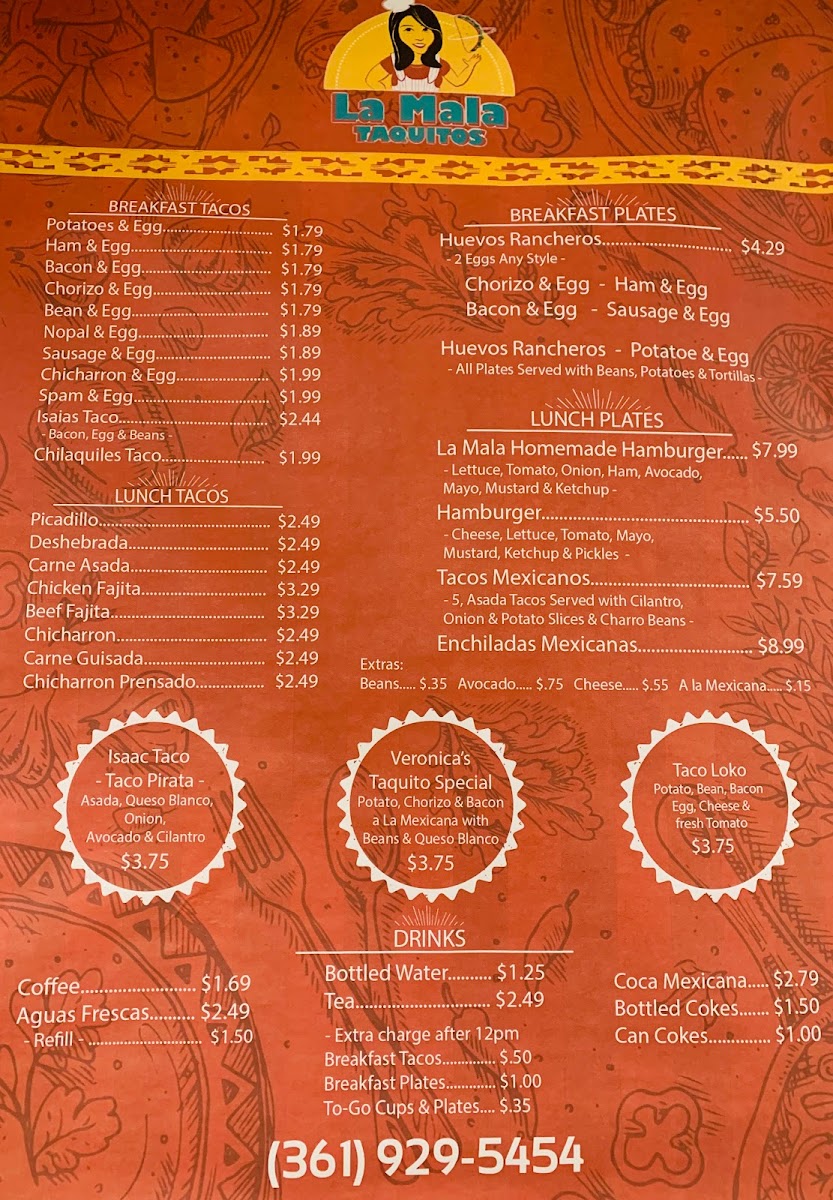 La Mala
TAQUITOS
BREAKFAST TACOS
Potatoes & Egg............................ $1.79
Ham & Egg.................................... $1.79
Bacon & Egg................................. $1.79
Chorizo & Egg.............................. $1.79
Bean & Egg................................... $1.79
Nopal & Egg.................................. $1.89
Sausage & Egg............................. $1.89
Chicharron & Egg........................ $1.99
Spam & Egg.................................. $1.99
Isaias Taco...................................... $2.44
- Bacon, Egg & Beans -
Chilaquiles Taco.......................... $1.99
LUNCH TACOS
Picadillo........................................... $2.49
Deshebrada.................................... $2.49
Carne Asada................................... $2.49
Chicken Fajita................................ $3.29
Beef Fajita....................................... $3.29
Chicharron...................................... $2.49
Carne Guisada............................... $2.49
Chicharron Prensado................. $2.49
BREAKFAST PLATES
Huevos Rancheros................................ $4.29
- 2 Eggs Any Style -
Chorizo & Egg - Ham & Egg
Bacon & Egg - Sausage & Egg
Huevos Rancheros - Potatoe & Egg
- All Plates Served with Beans, Potatoes & Tortillas -
LUNCH PLATES
La Mala Homemade Hamburger...... $7.99
- Lettuce, Tomato, Onion, Ham, Avocado,
Mayo, Mustard & Ketchup -
Hamburger.................................................. $5.50
- Cheese, Lettuce, Tomato, Mayo,
Mustard, Ketchup & Pickles -
Tacos Mexicanos...................................... $7.59
- 5, Asada Tacos Served with Cilantro,
Onion & Potato Slices & Charro Beans -
Enchiladas Mexicanas........................... $8.99
Extras:
Beans..... $.35 Avocado..... $.75 Cheese..... $.55 A la Mexicana..... $.15
Isaac Taco
- Taco Pirata -
Asada, Queso Blanco,
Onion,
Avocado & Cilantro
$3.75
Veronica's
Taquito Special
Potato, Chorizo & Bacon
a La Mexicana with
Beans & Queso Blanco
$3.75
Taco Loko
Potato, Bean, Bacon
Egg, Cheese &
fresh Tomato
$3.75
DRINKS
Coffee.......................... $1.69
Aguas Frescas.......... $2.49
- Refill - ............................ $1.50
Bottled Water.......... $1.25
Tea.............................. $2.49
- Extra charge after 12pm
Breakfast Tacos.............. $.50
Breakfast Plates............ $1.00
To-Go Cups & Plates.... $.35
Coca Mexicana..... $2.79
Bottled Cokes....... $1.50
Can Cokes.............. $1.00
(361) 929-5454